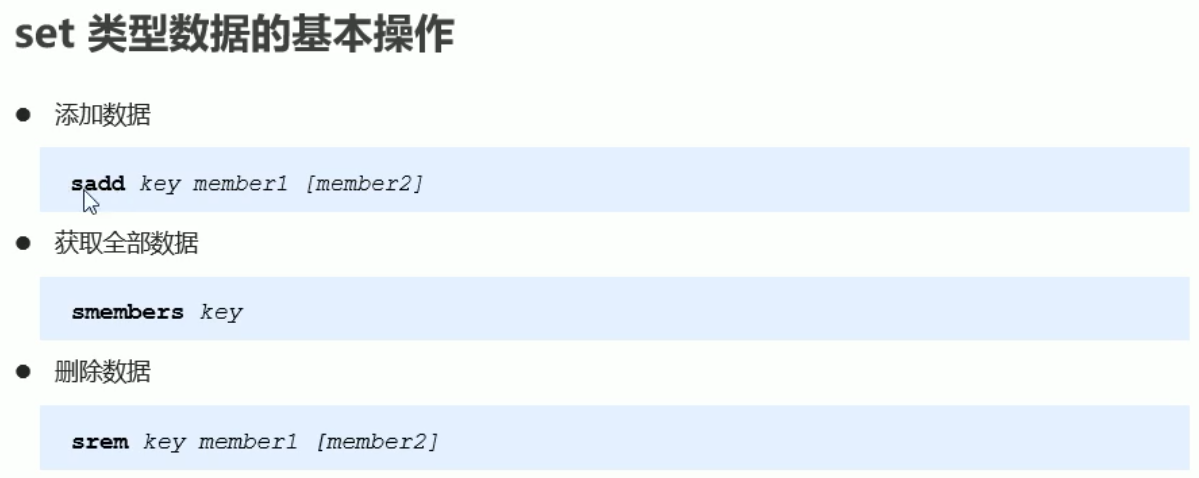 set 类型数据的基本操作
● 添加数据
sadd key member1 [member2]
● 获取全部数据
smembers key
● 删除数据
srem key member1 [member2]